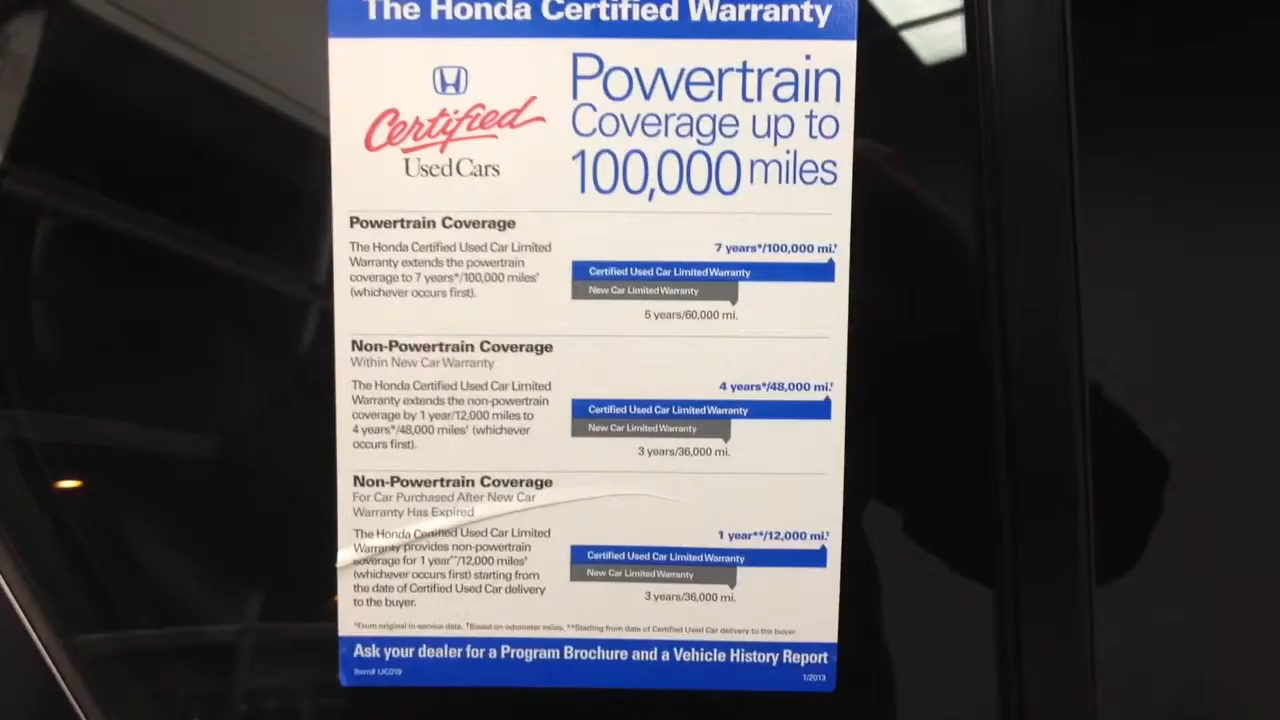 The Honda Certified Warranty
Certified
Used Cars
Powertrain
Coverage up to
100,000 miles
Powertrain Coverage
The Honda Certified Used Car Limited
Warranty extends the powertrain
coverage to 7 years*/100,000 miles†
(whichever occurs first).
7 years*/100,000 mi.†
Certified Used Car Limited Warranty
New Car Limited Warranty
5 years/60,000 mi.
Non-Powertrain Coverage
Within New Car Warranty
The Honda Certified Used Car Limited
Warranty extends the non-powertrain
coverage by 1 year/12,000 miles to
4 years*/48,000 miles† (whichever
occurs first).
4 years*/48,000 mi.†
Certified Used Car Limited Warranty
New Car Limited Warranty
3 years/36,000 mi.
Non-Powertrain Coverage
For Car Purchased After New Car
Warranty Has Expired
The Honda Certified Used Car Limited
Warranty provides non-powertrain
coverage for 1 year**/12,000 miles†
(whichever occurs first) starting from
the date of Certified Used Car delivery
to the buyer.
1 year**/12,000 mi.†
Certified Used Car Limited Warranty
New Car Limited Warranty
3 years/36,000 mi.
*From original in-service date. †Based on odometer miles. **Starting from date of Certified Used Car delivery to the buyer.
Ask your dealer for a Program Brochure and a Vehicle History Report
Item# UC019
1/2013